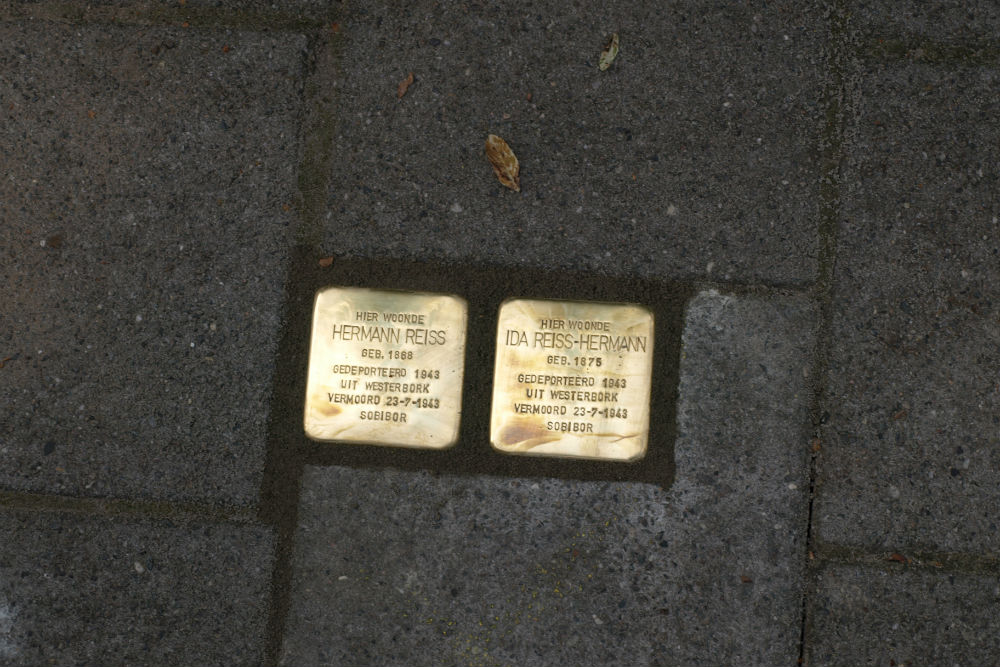 HIER WOONDE
HERMANN REISS
GEB. 1868
GEDEPORTEERD 1943
UIT WESTERBORK
VERMOORD 23-7-1943
SOBIBOR
HIER WOONDE
IDA REISS-HERMANN
GEB. 1875
GEDEPORTEERD 1943
UIT WESTERBORK
VERMOORD 23-7-1943
SOBIBOR